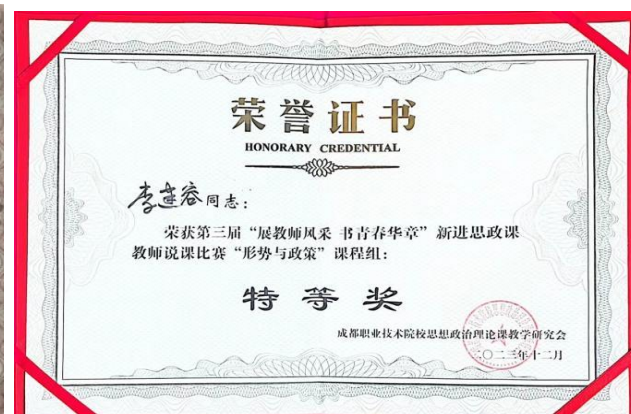 荣誉证书
HONORARY CREDENTIAL
李莲容同志：
荣获第三届“展教师风采 书青春华章”新进思政课
教师说课比赛“形势与政策”课程组：
特等奖
成都职业技术院校思想政治理论课教学研究会
二〇二三年十二月